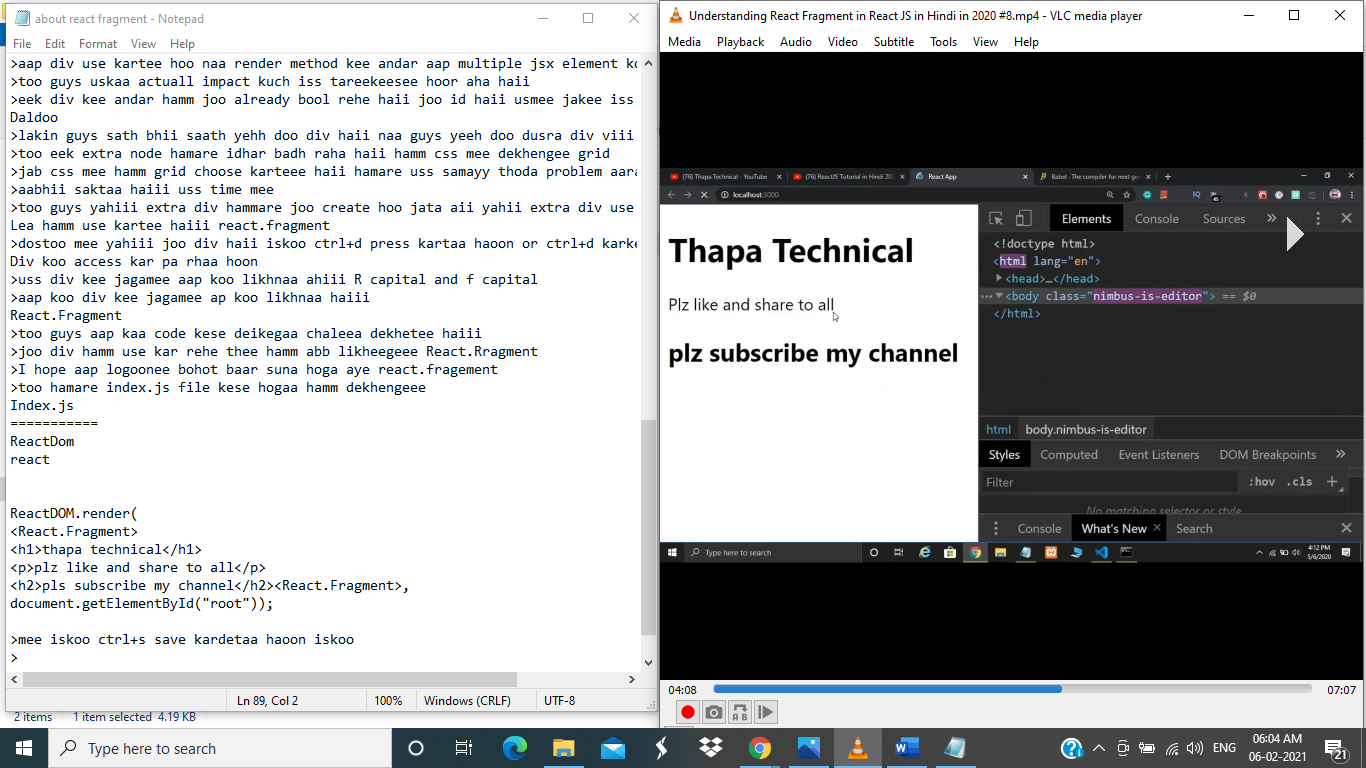 about react fragment - Notepad
File Edit Format View Help
>aap div use kartee hoo naa render method kee andar aap multiple jsx element ko
>too guys uskaa actuall impact kuch iss tareekeesee hoor aha haii
>eek div kee andar hamm joo already bool rehe haii joo id haii usmee jakee iss
Daldoo
>lakin guys sath bhii saath yehh doo div haii naa guys yeeh doo dusra div viii
>too eek extra node hamare idhar badh raha haii hamm css mee dekhengee grid
>jab css mee hamm grid choose karteee haii hamare uss samayy thoda problem aara
>aabhii saktaa haiii uss time mee
>too guys yahiii extra div hammare joo create hoo jata aii yahii extra div use
Lea hamm use kartee haiii react.fragment
>dostoo mee yahiii joo div haii iskoo ctrl+d press kartaa haoon or ctrl+d karke
Div koo access kar pa rhaa hoon
>uss div kee jagamee aap koo likhnaa ahiii R capital and f capital
>aap koo div kee jagamee ap koo likhnaa haiii
React.Fragment
>too guys aap kaa code kese deikegaa chaleea dekhetee haiii
>joo div hamm use kar rehe thee hamm abb likheegeee React.Rragment
>I hope aap logoonee bohot baar suna hoga aye react.fragement
>too hamare index.js file kese hogaa hamm dekhengeee
Index.js
===========
ReactDom
react
ReactDOM.render(
<React.Fragment>
<h1>thapa technical</h1>
<p>plz like and share to all</p>
<h2>pls subscribe my channel</h2><React.Fragment>,
document.getElementById("root"));
>mee iskoo ctrl+s save kardetaa haoon iskoo
>
Ln 89, Col 2 100% Windows (CRLF) UTF-8
2 items 1 item selected 4.19 KB
Understanding React Fragment in React JS in Hindi in 2020 #8.mp4 - VLC media player
Media Playback Audio Video Subtitle Tools View Help
(76) Thapa Technical - YouTube (76) ReactJS Tutorial in Hindi 202 React App Babel - The compiler for next ge
localhost:3000
Thapa Technical
Plz like and share to all
plz subscribe my channel
Elements Console Sources »
<!doctype html>
<html lang="en">
<head>…</head>
<body class="nimbus-is-editor"> == $0
</html>
html body.nimbus-is-editor
Styles Computed Event Listeners DOM Breakpoints »
Filter :hov .cls +
No matching selector or style
Console What's New Search
Type here to search
4:12 PM
5/6/2020
04:08 07:07
Type here to search
ENG
06:04 AM
06-02-2021
21